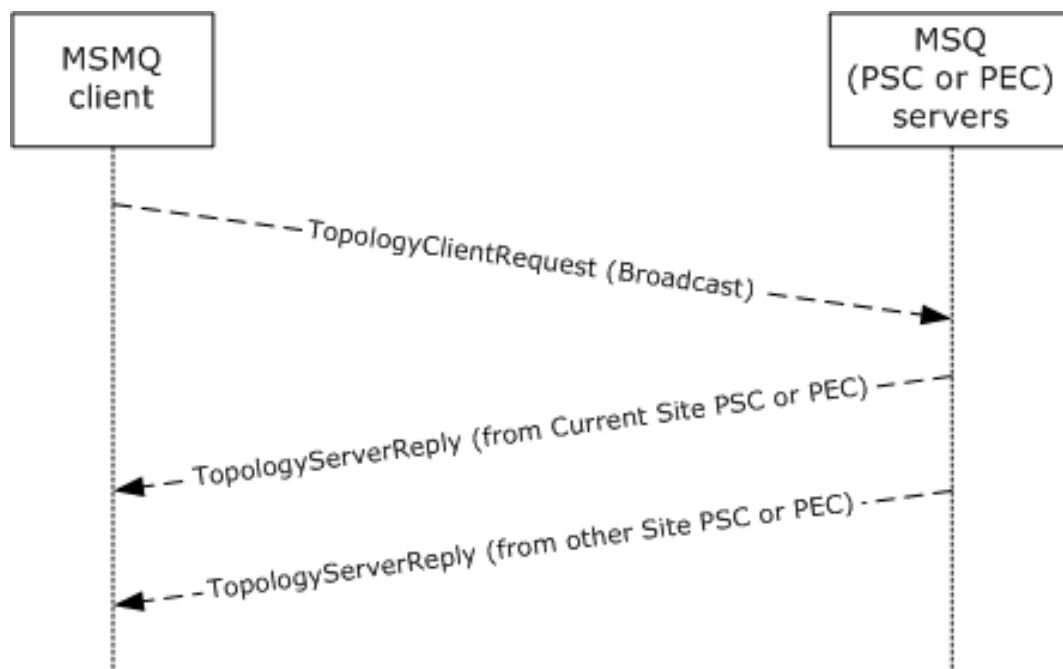 MSMQ
client
MSQ
(PSC or PEC)
servers
TopologyClientRequest (Broadcast)
TopologyServerReply (from Current Site PSC or PEC)
TopologyServerReply (from other Site PSC or PEC)